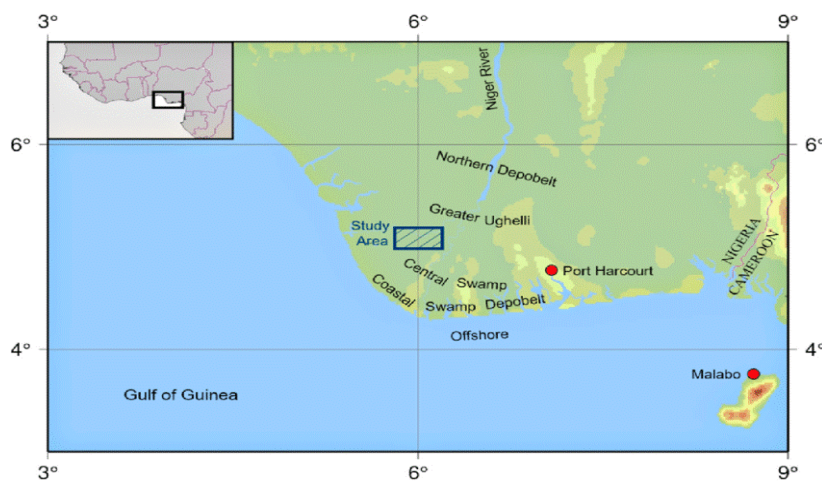 3°
6°
9°
Niger River
6°
6°
Northern Depobelt
Greater Ughelli
Study
Area
NIGERIA
CAMEROON
Central Swamp
Port Harcourt
Coastal Swamp Depobelt
Offshore
4°
4°
Malabo
Gulf of Guinea
3°
6°
9°